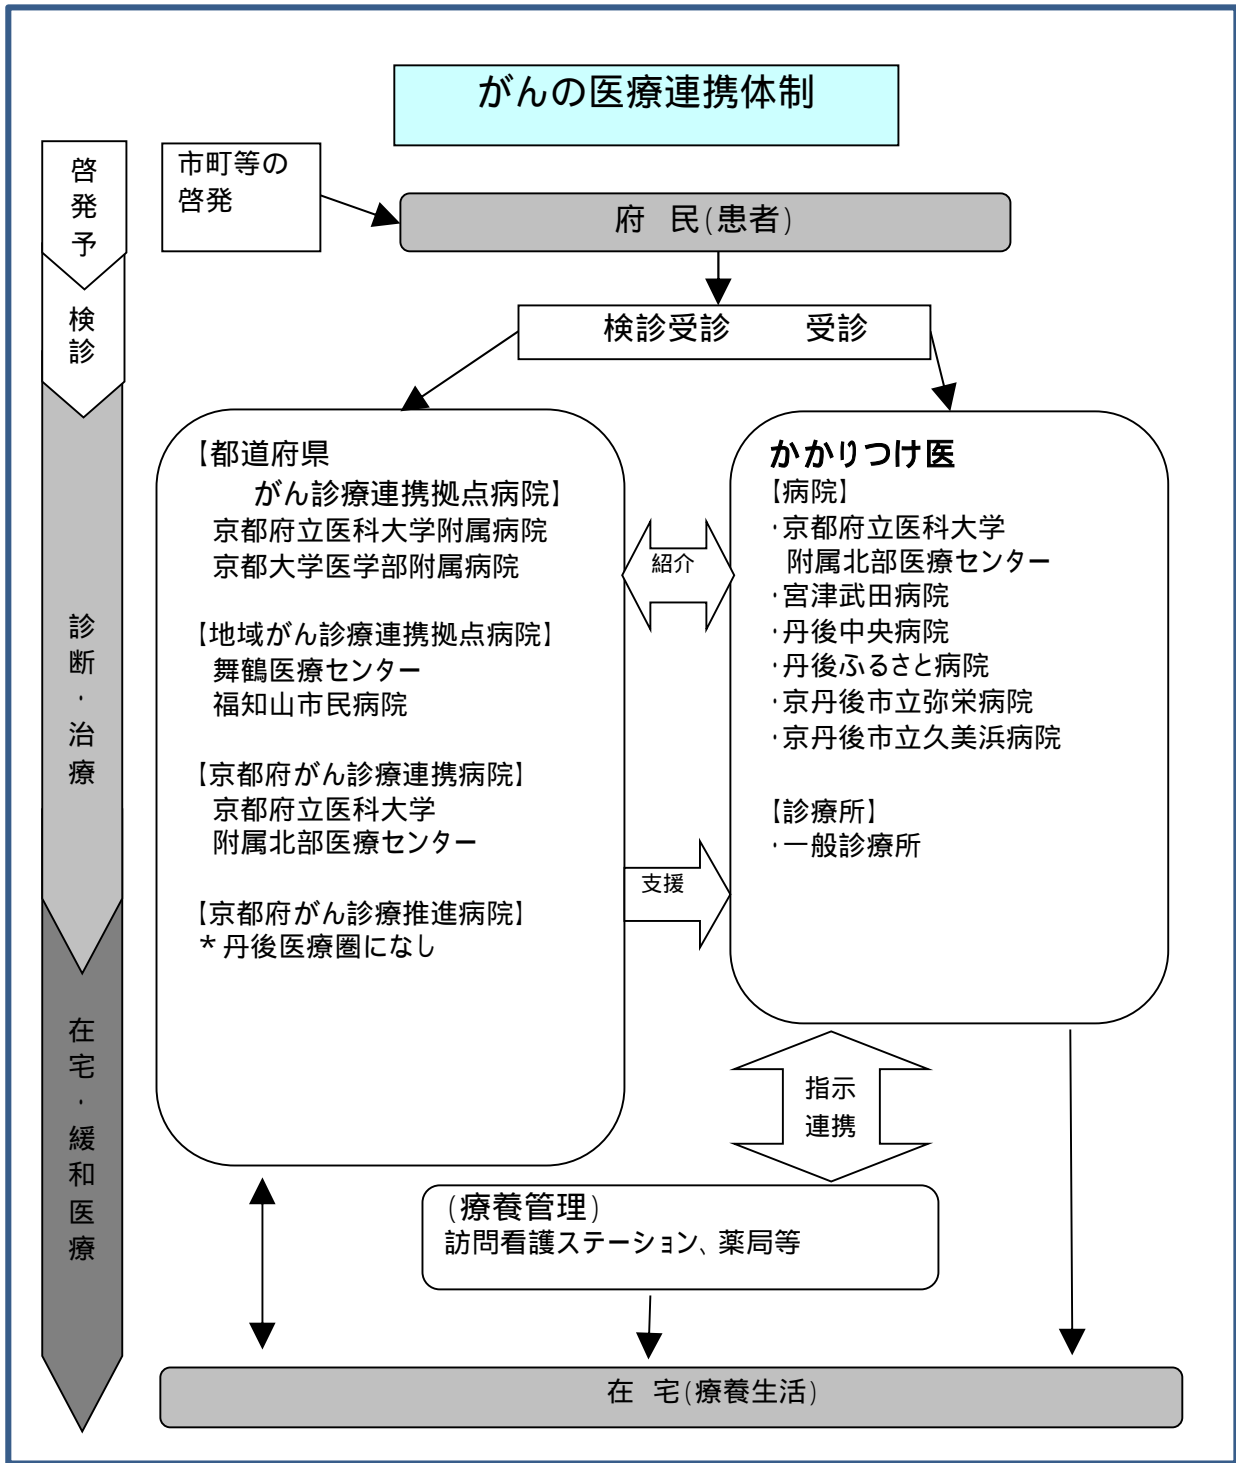 がんの医療連携体制
啓発予
市町等の
啓発
府 民(患者)
検診
検診受診 受診
【都道府県
がん診療連携拠点病院】
京都府立医科大学附属病院
京都大学医学部附属病院
【地域がん診療連携拠点病院】
舞鶴医療センター
福知山市民病院
【京都府がん診療連携病院】
京都府立医科大学
附属北部医療センター
【京都府がん診療推進病院】
*丹後医療圏になし
紹介
支援
かかりつけ医
【病院】
・京都府立医科大学
附属北部医療センター
・宮津武田病院
・丹後中央病院
・丹後ふるさと病院
・京丹後市立弥栄病院
・京丹後市立久美浜病院
【診療所】
・一般診療所
診断・治療
指示
連携
在宅・緩和医療
(療養管理)
訪問看護ステーション、薬局等
在 宅(療養生活)